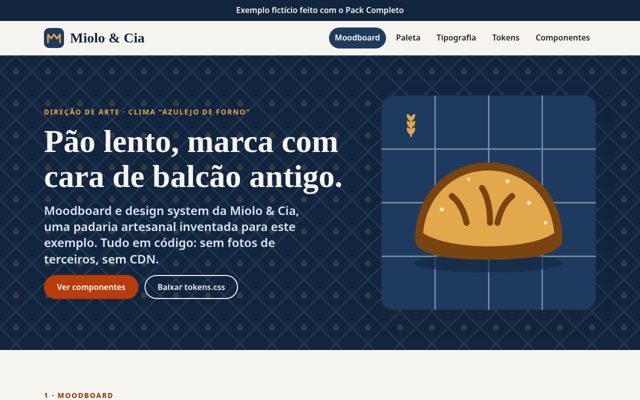 Exemplo fictício feito com o Pack Completo
Miolo & Cia
Moodboard
Paleta
Tipografia
Tokens
Componentes
DIREÇÃO DE ARTE · CLIMA "AZULEJO DE FORNO"
Pão lento, marca com
cara de balcão antigo.
Moodboard e design system da Miolo & Cia,
uma padaria artesanal inventada para este
exemplo. Tudo em código: sem fotos de
terceiros, sem CDN.
Ver componentes
Baixar tokens.css
1 · MOODBOARD